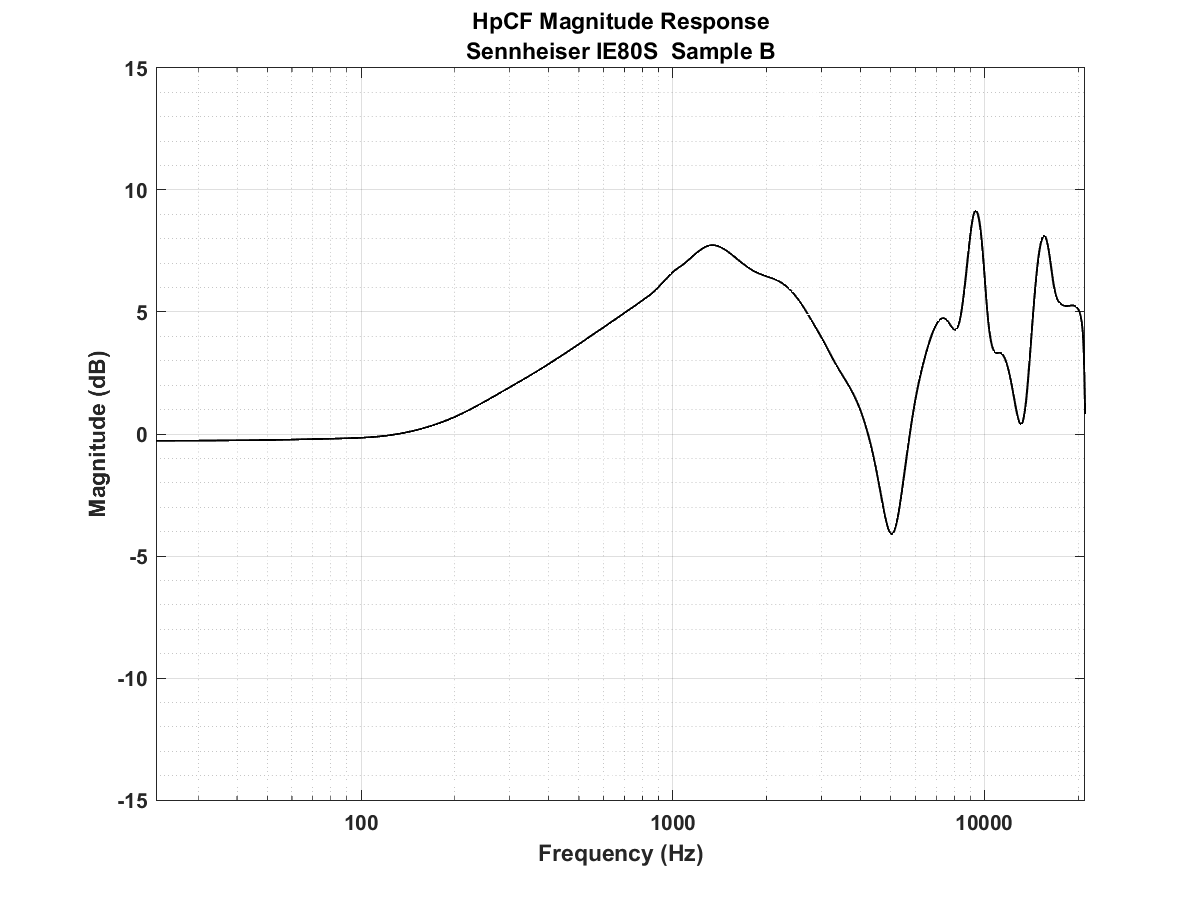 HpCF Magnitude Response
Sennheiser IE80S  Sample B
15
10
5
0
-5
-10
-15
Magnitude (dB)
100
1000
10000
Frequency (Hz)